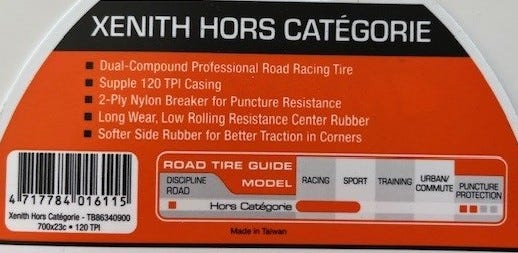 XENITH HORS CATÉGORIE
■ Dual-Compound Professional Road Racing Tire
■ Supple 120 TPI Casing
■ 2-Ply Nylon Breaker for Puncture Resistance
■ Long Wear, Low Rolling Resistance Center Rubber
■ Softer Side Rubber for Better Traction in Corners
4 717784 016115
Xenith Hors Catégorie - TB86340900
700x23c • 120 TPI
ROAD TIRE GUIDE
DISCIPLINE
ROAD
MODEL
RACING
SPORT
TRAINING
URBAN/
COMMUTE
PUNCTURE
PROTECTION
Hors Catégorie
Made in Taiwan